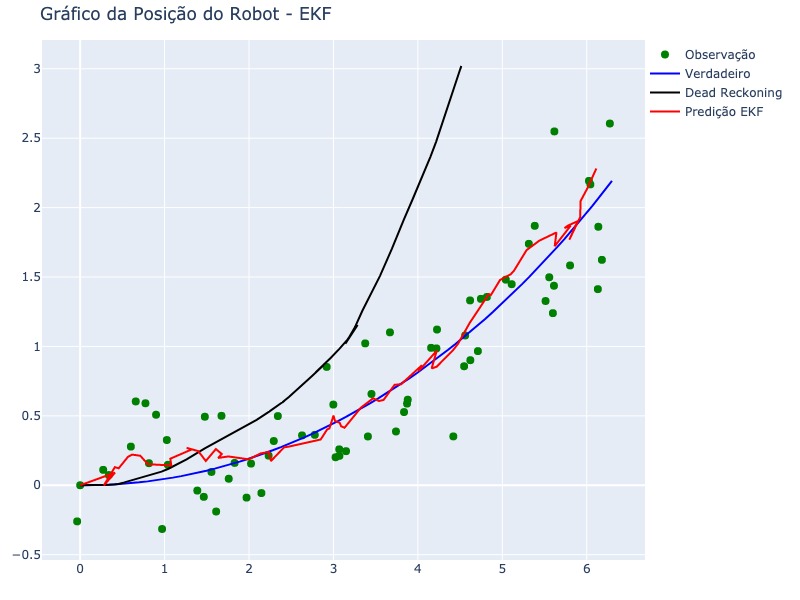 Gráfico da Posição do Robot - EKF
Observação
Verdadeiro
Dead Reckoning
Predição EKF
3
2.5
2
1.5
1
0.5
0
−0.5
0 1 2 3 4 5 6